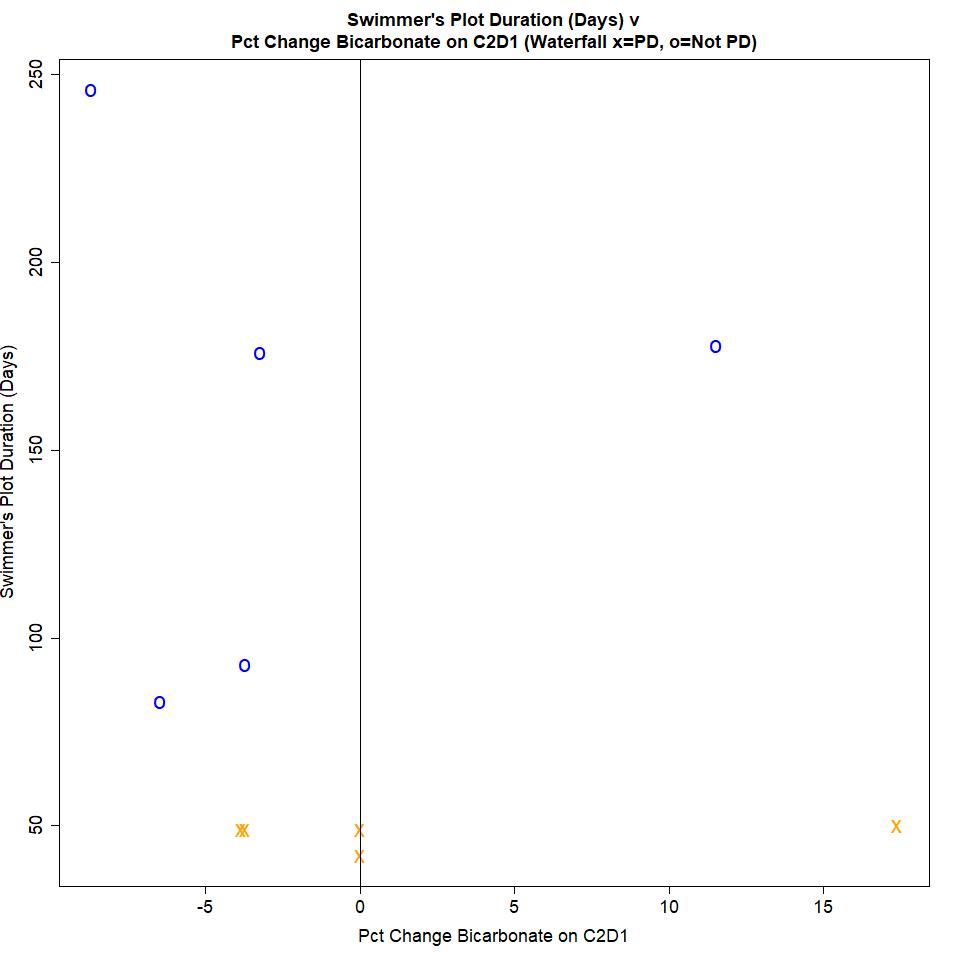 Swimmer's Plot Duration (Days) v
Pct Change Bicarbonate on C2D1 (Waterfall x=PD, o=Not PD)
Swimmer's Plot Duration (Days)
250
200
150
100
50
o
o
o
o
o
x
x
x
x
x
-5
0
5
10
15
Pct Change Bicarbonate on C2D1